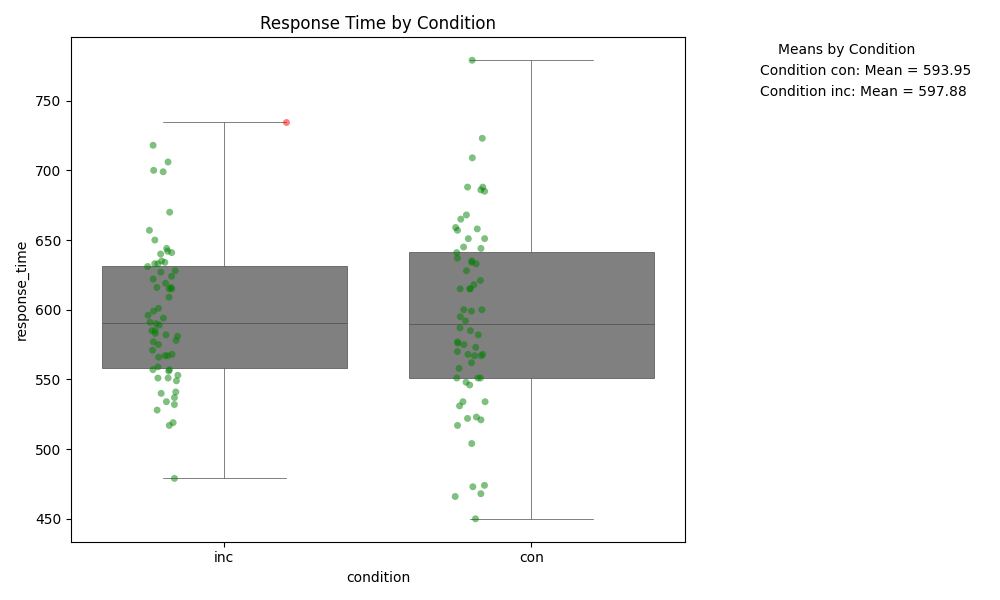 Response Time by Condition
Means by Condition
Condition con: Mean = 593.95
Condition inc: Mean = 597.88
response_time
750
700
650
600
550
500
450
inc
con
condition